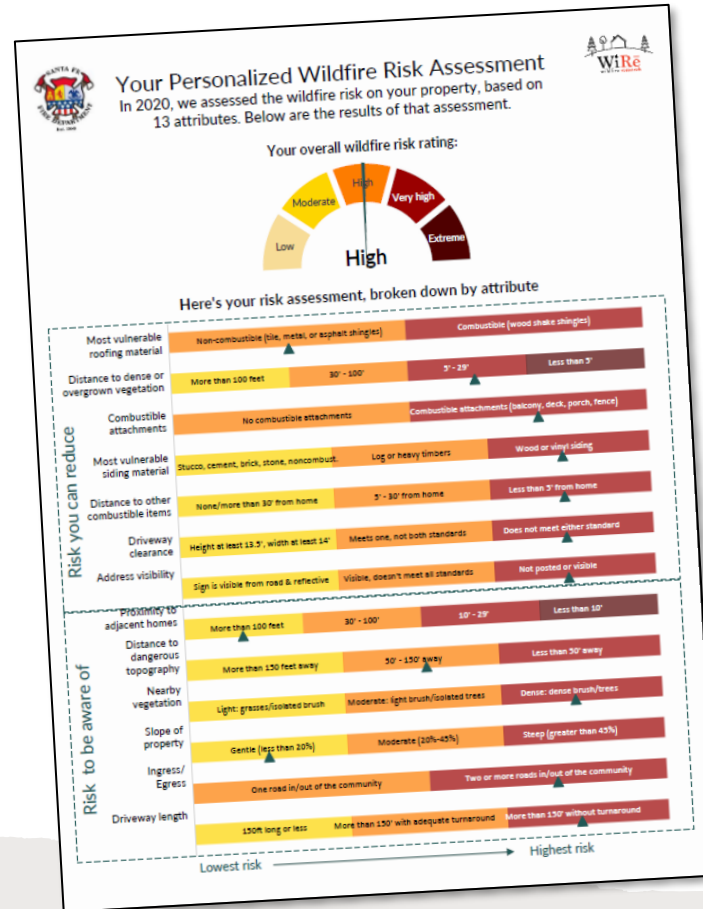 SANTA FE
FIRE DEPARTMENT
WiRē
Your Personalized Wildfire Risk Assessment
In 2020, we assessed the wildfire risk on your property, based on
13 attributes. Below are the results of that assessment.
Your overall wildfire risk rating:
Low
Moderate
High
Very high
Extreme
High
Here's your risk assessment, broken down by attribute
Risk you can reduce
Most vulnerable
roofing material
Non-combustible (tile, metal, or asphalt shingles)
Combustible (wood shake shingles)
Distance to dense or
overgrown vegetation
More than 100 feet
30' - 100'
5' - 29'
Less than 5'
Combustible
attachments
No combustible attachments
Combustible attachments (balcony, deck, porch, fence)
Most vulnerable
siding material
Stucco, cement, brick, stone, noncombust.
Log or heavy timbers
Wood or vinyl siding
Distance to other
combustible items
None/more than 30' from home
5' - 30' from home
Less than 5' from home
Driveway
clearance
Height at least 13.5', width at least 14'
Meets one, not both standards
Does not meet either standard
Address visibility
Sign is visible from road & reflective
Visible, doesn't meet all standards
Not posted or visible
Risk to be aware of
Proximity to
adjacent homes
More than 100 feet
30' - 100'
10' - 29'
Less than 10'
Distance to
dangerous
topography
More than 150 feet away
50' - 150' away
Less than 50' away
Nearby
vegetation
Light: grasses/isolated brush
Moderate: light brush/isolated trees
Dense: dense brush/trees
Slope of
property
Gentle (less than 20%)
Moderate (20%-45%)
Steep (greater than 45%)
Ingress/
Egress
One road in/out of the community
Two or more roads in/out of the community
Driveway length
150ft long or less
More than 150' with adequate turnaround
More than 150' without turnaround
Lowest risk
Highest risk